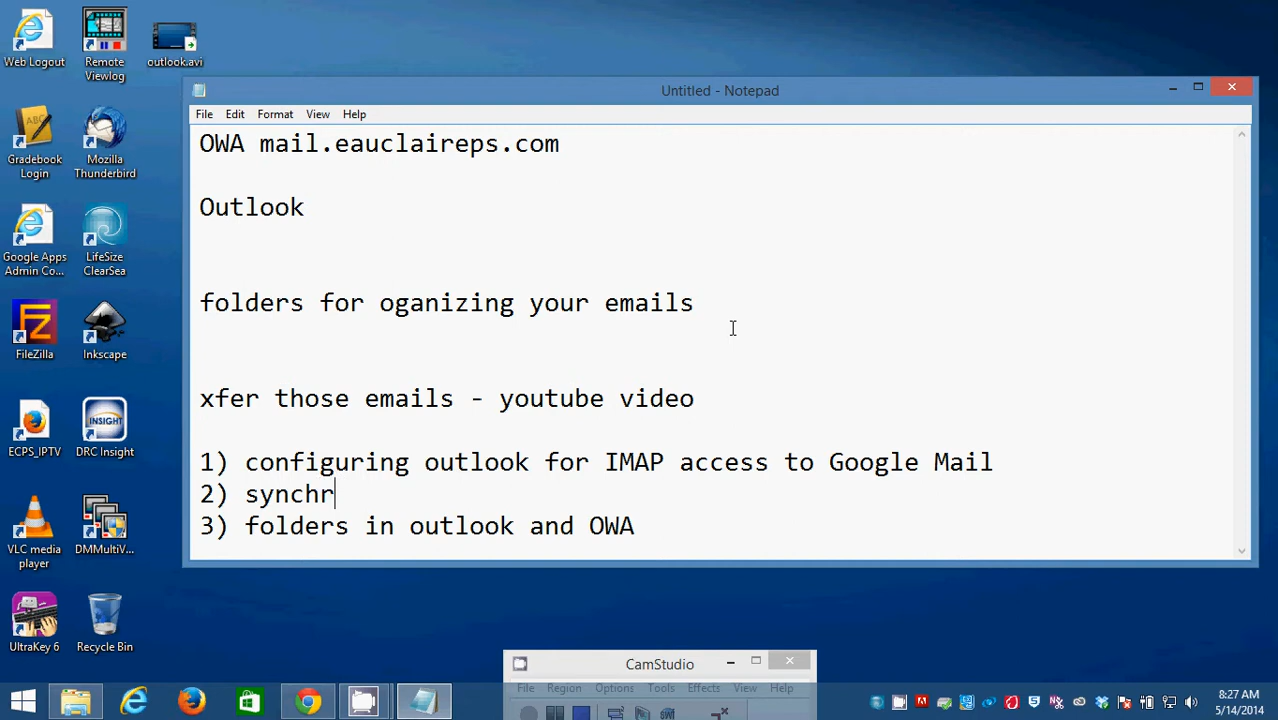 Web Logout
Remote Viewlog
outlook.avi
Untitled - Notepad
File Edit Format View Help
OWA mail.eauclaireps.com
Outlook
folders for oganizing your emails
xfer those emails - youtube video
1) configuring outlook for IMAP access to Google Mail
2) synchr
3) folders in outlook and OWA
Gradebook Login
Mozilla Thunderbird
Google Apps Admin Co...
LifeSize ClearSea
FileZilla
Inkscape
ECPS_IPTV
INSIGHT
DRC Insight
VLC media player
DMMultiV...
UltraKey 6
Recycle Bin
CamStudio
File Region Options Tools Effects View Help
8:27 AM
5/14/2014